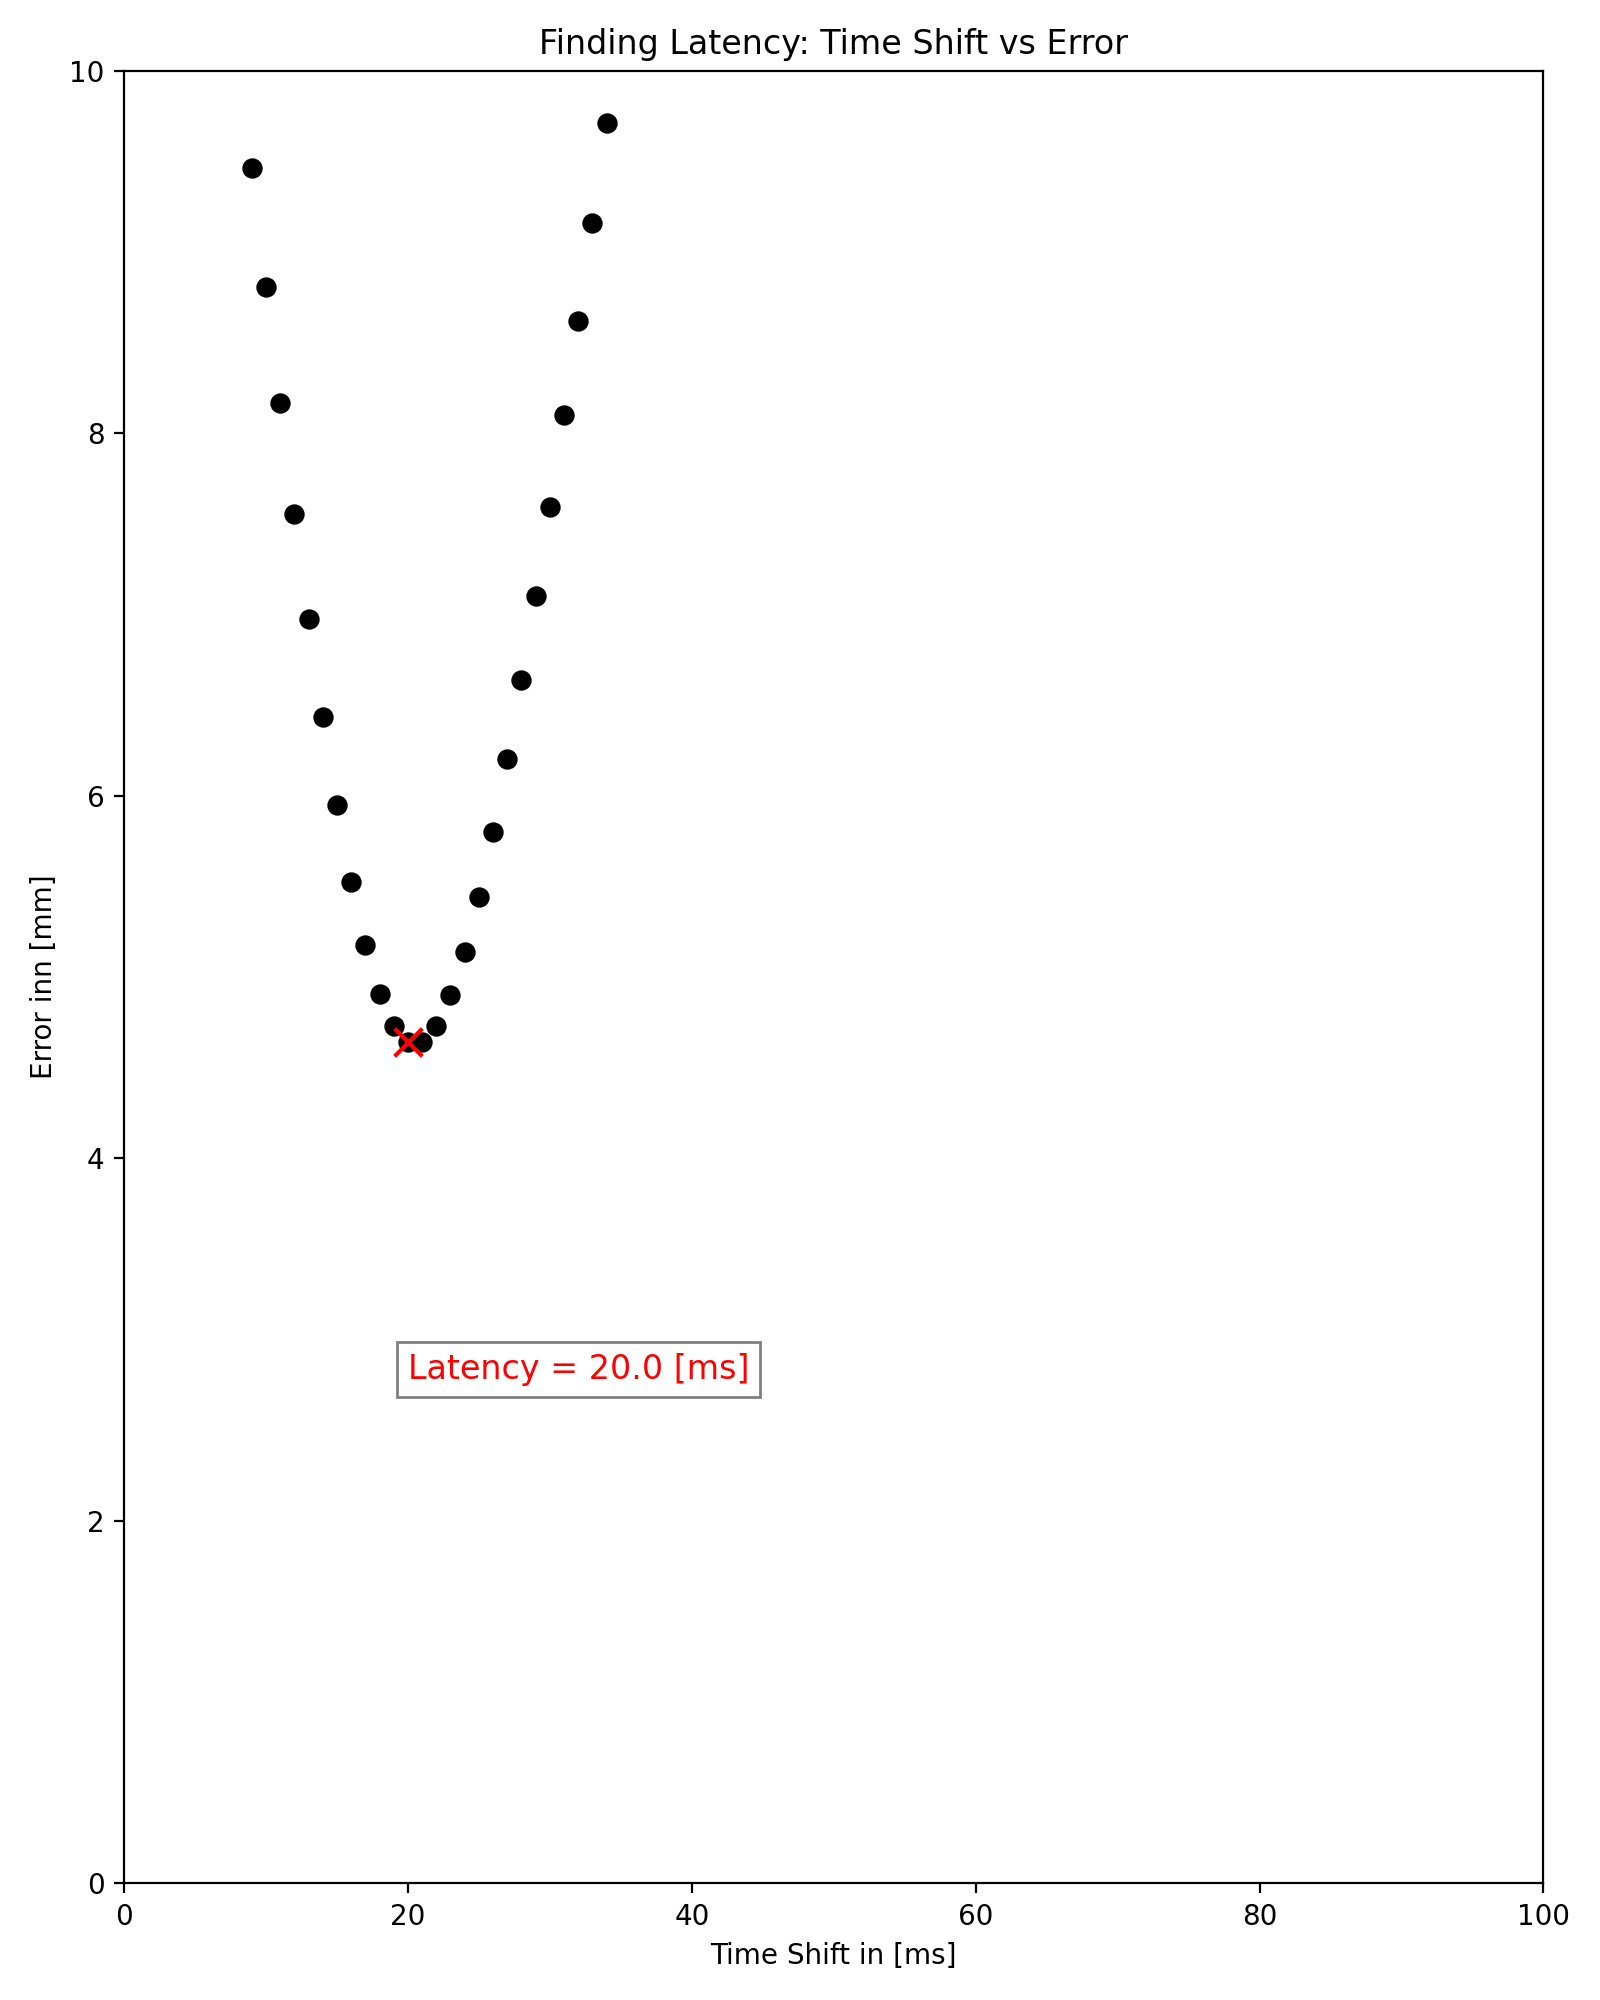 Finding Latency: Time Shift vs Error
10
8
6
4
2
0
Error inn [mm]
Latency = 20.0 [ms]
0 20 40 60 80 100
Time Shift in [ms]